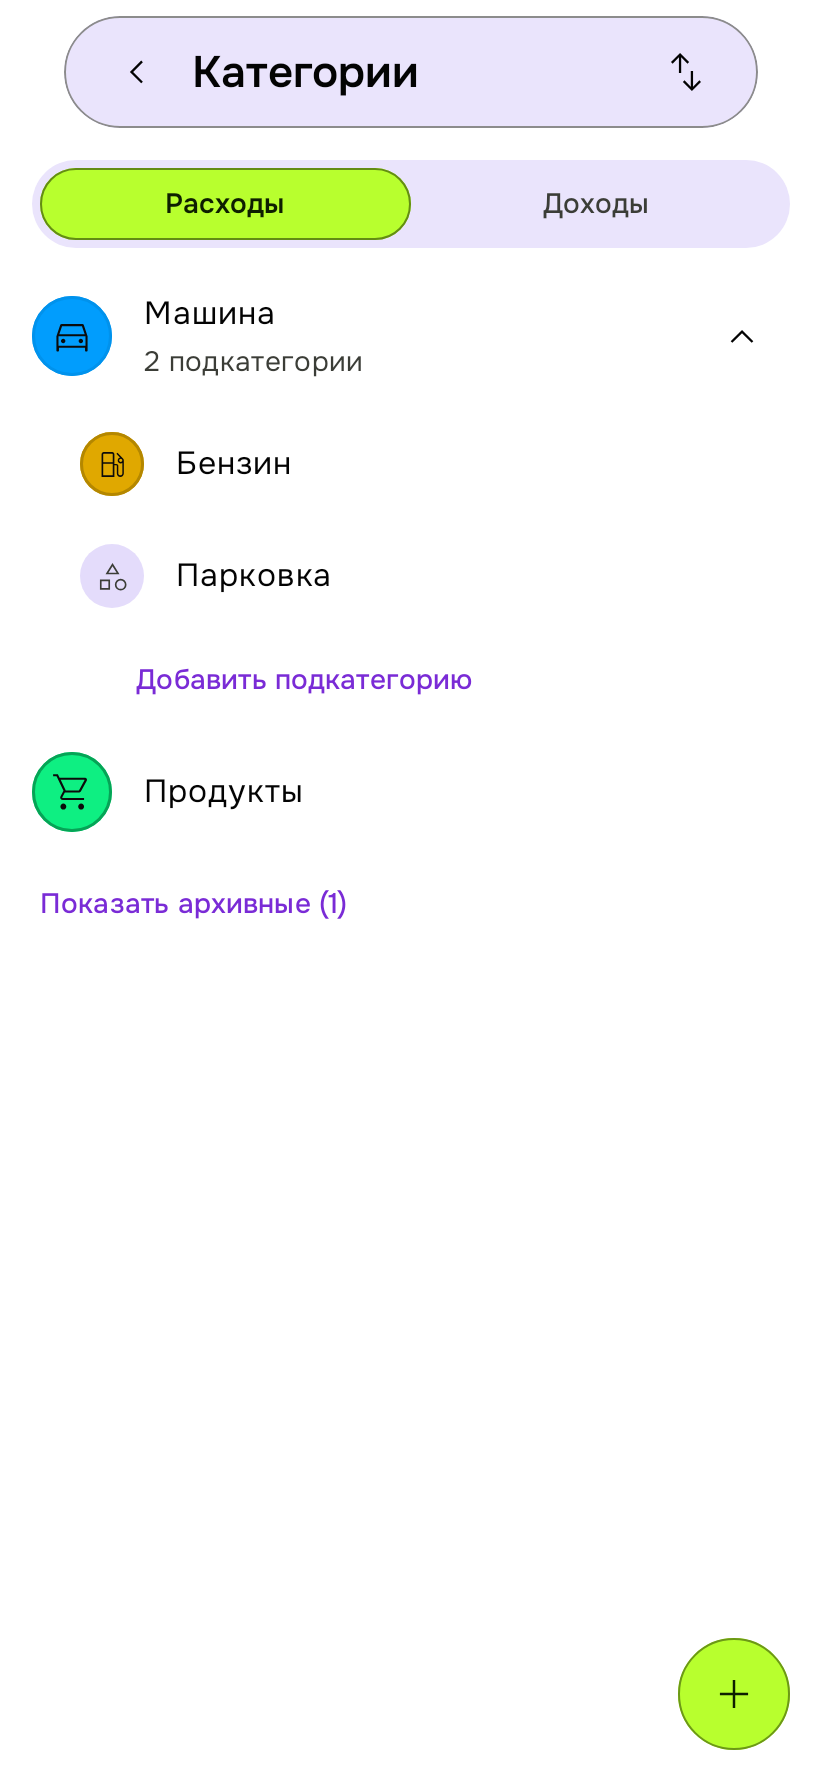 Категории
Расходы
Доходы
Машина
2 подкатегории
Бензин
Парковка
Добавить подкатегорию
Продукты
Показать архивные (1)